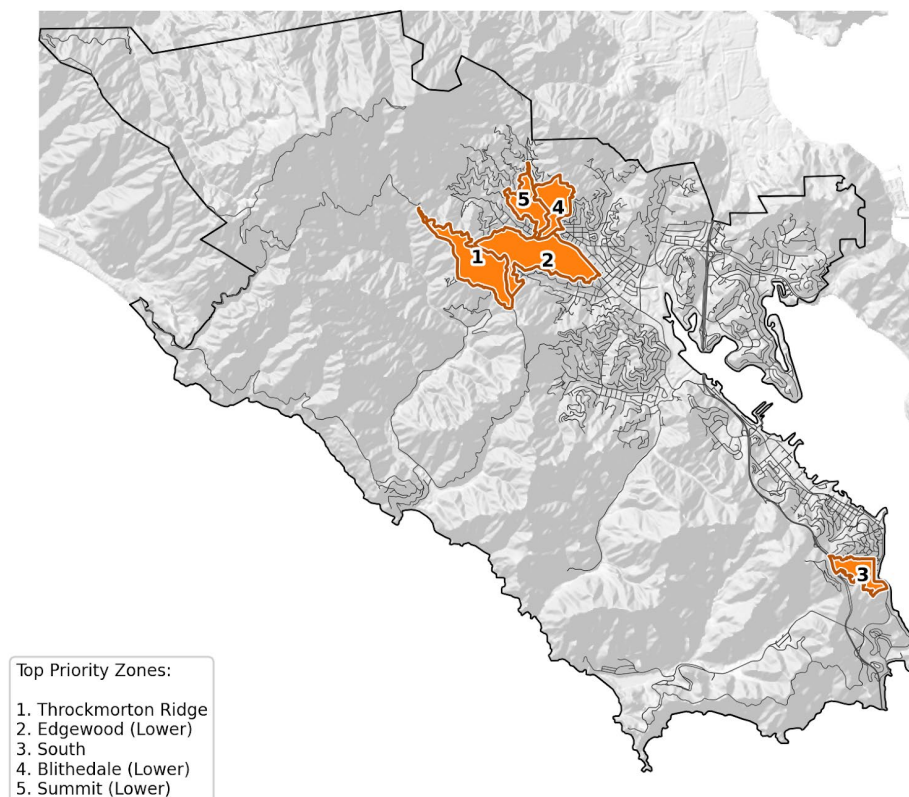 5
4
1
2
3
Top Priority Zones:
1. Throckmorton Ridge
2. Edgewood (Lower)
3. South
4. Blithedale (Lower)
5. Summit (Lower)